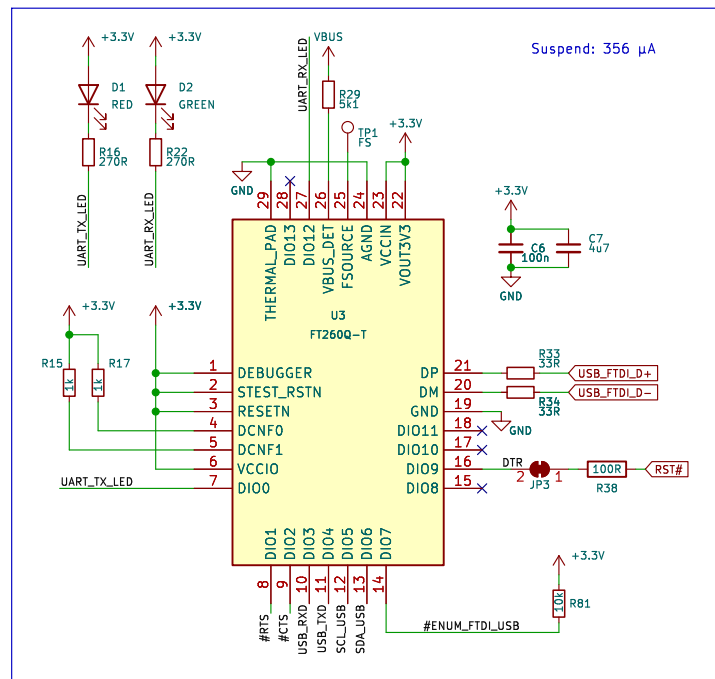 Suspend: 356 µA
+3.3V
+3.3V
VBUS
UART_RX_LED
D1
RED
D2
GREEN
R29
5k1
TP1
FS
+3.3V
R16
270R
R22
270R
GND
UART_TX_LED
UART_RX_LED
29
28
27
26
25
24
23
22
THERMAL_PAD
DIO13
DIO12
VBUS_DET
FSOURCE
AGND
VCCIN
VOUT3V3
+3.3V
C6
100n
C7
4u7
GND
U3
FT260Q-T
+3.3V
+3.3V
R15
1k
R17
1k
1
DEBUGGER
2
STEST_RSTN
3
RESETN
4
DCNF0
5
DCNF1
6
VCCIO
7
DIO0
UART_TX_LED
DP
21
DM
20
GND
19
DIO11
18
DIO10
17
DIO9
16
DIO8
15
R33
33R
USB_FTDI_D+
R34
33R
USB_FTDI_D-
GND
DTR
2
JP3
1
100R
R38
RST#
DIO1
DIO2
DIO3
DIO4
DIO5
DIO6
DIO7
8
9
10
11
12
13
14
#RTS
#CTS
USB_RXD
USB_TXD
SCL_USB
SDA_USB
#ENUM_FTDI_USB
+3.3V
10k
R81